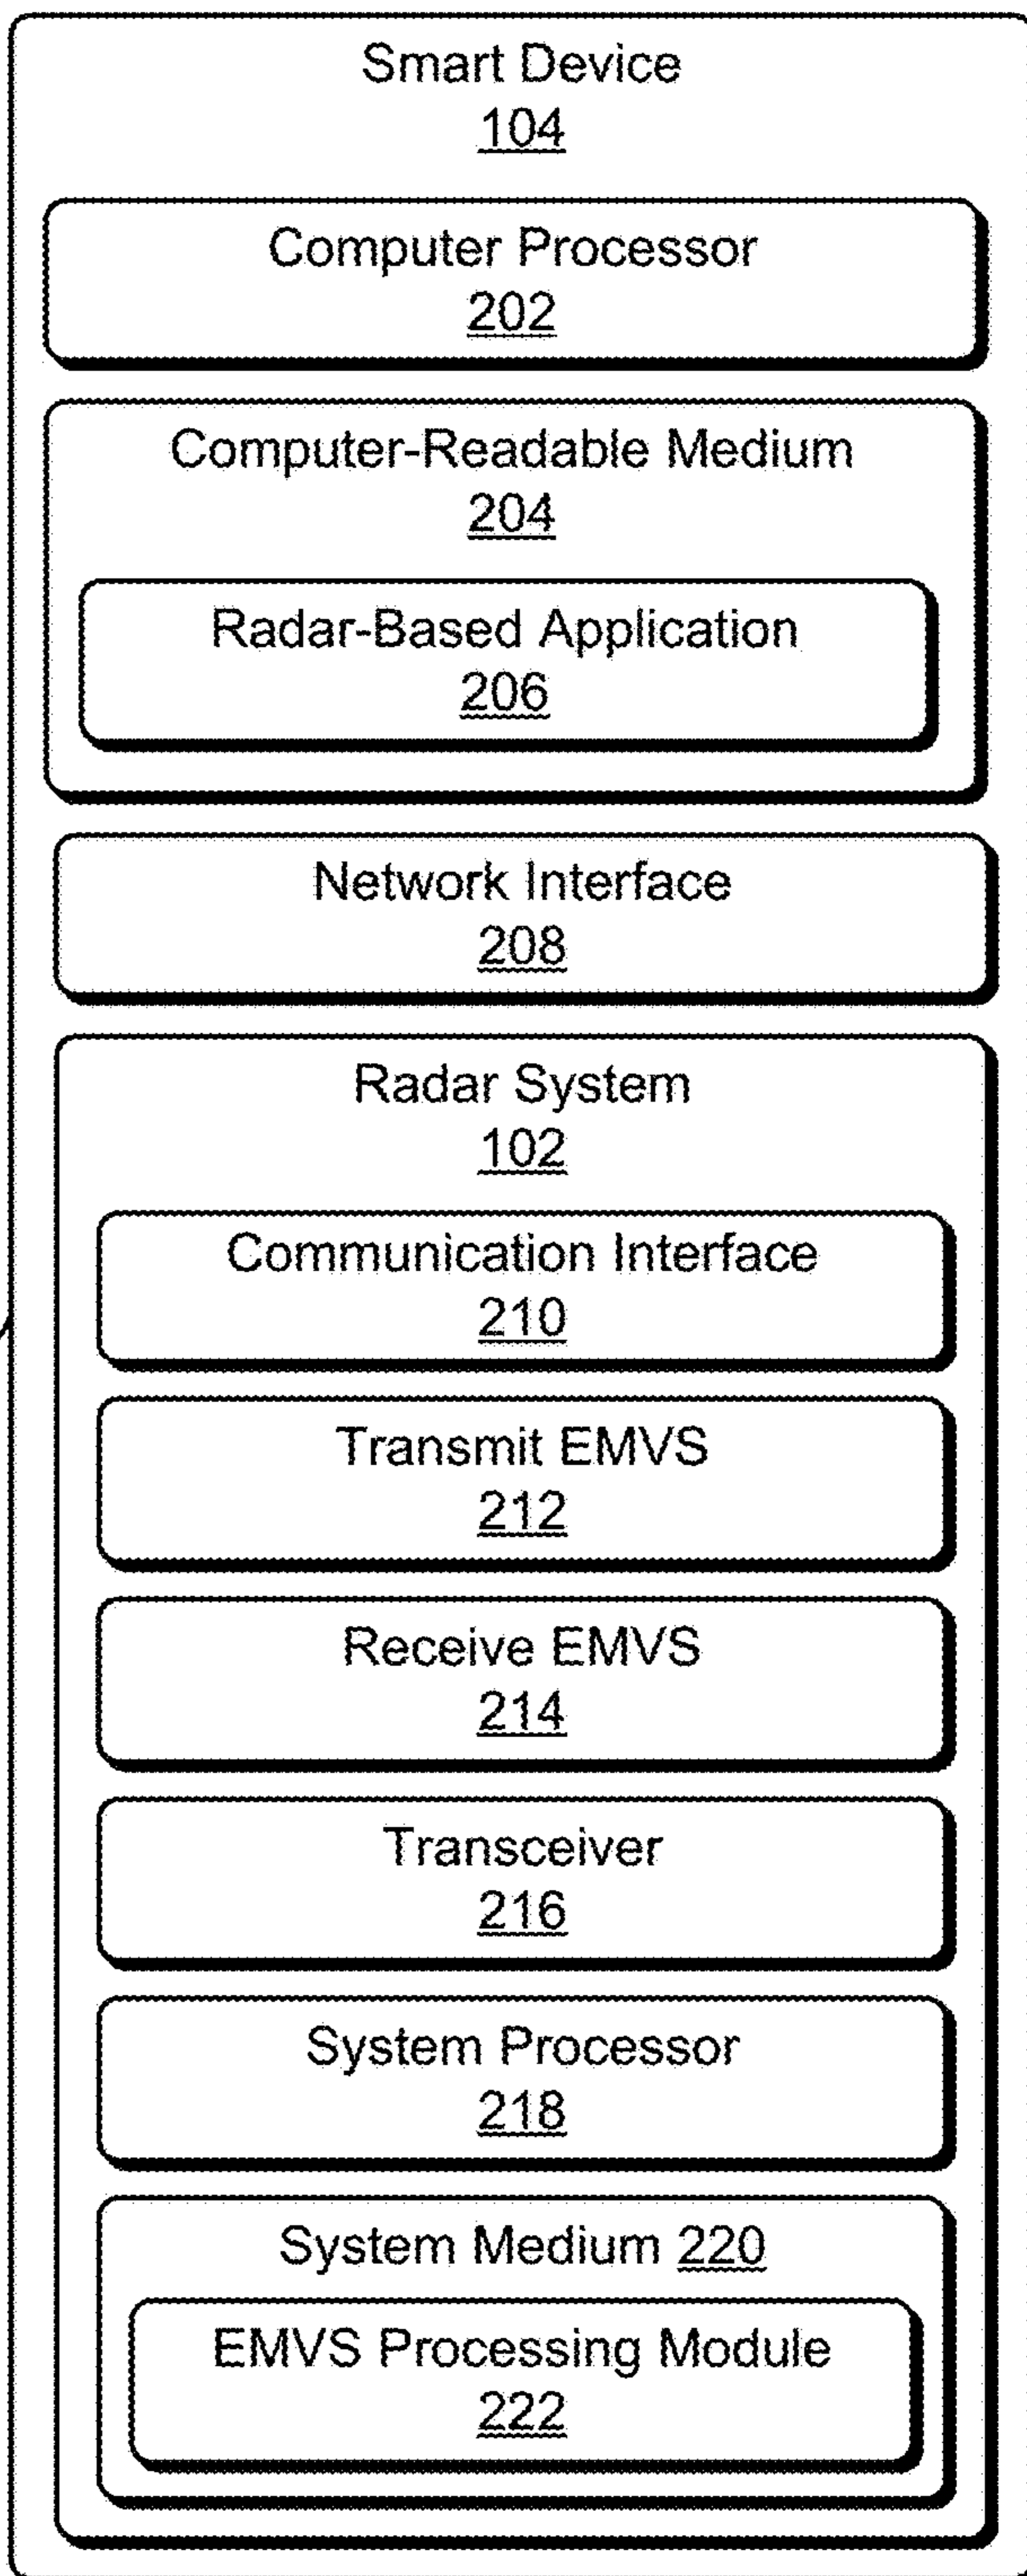 Smart Device
104
Computer Processor
202
Computer-Readable Medium
204
Radar-Based Application
206
Network Interface
208
Radar System
102
Communication Interface
210
Transmit EMVS
212
Receive EMVS
214
Transceiver
216
System Processor
218
System Medium 220
EMVS Processing Module
222